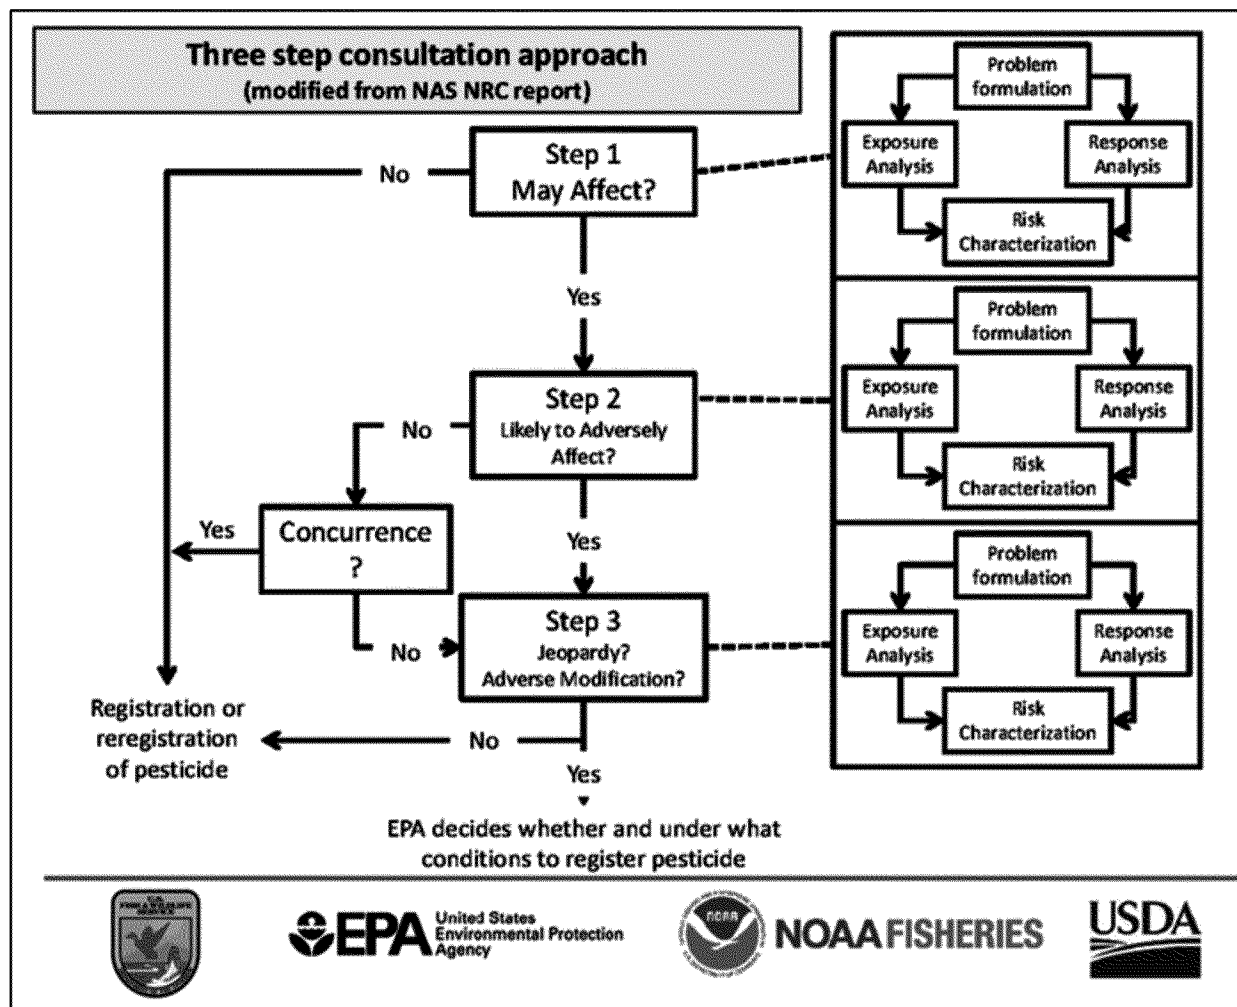 Three step consultation approach
(modified from NAS NRC report)
Step 1
May Affect?
No
Yes
Step 2
Likely to Adversely
Affect?
No
Concurrence
?
Yes
Yes
No
Step 3
Jeopardy?
Adverse Modification?
Registration or
reregistration
of pesticide
No
Yes
EPA decides whether and under what
conditions to register pesticide
Problem
formulation
Exposure
Analysis
Response
Analysis
Risk
Characterization
Problem
formulation
Exposure
Analysis
Response
Analysis
Risk
Characterization
Problem
formulation
Exposure
Analysis
Response
Analysis
Risk
Characterization
U.S.
FISH & WILDLIFE
SERVICE
EPA
United States
Environmental Protection
Agency
NOAA
NOAA FISHERIES
USDA